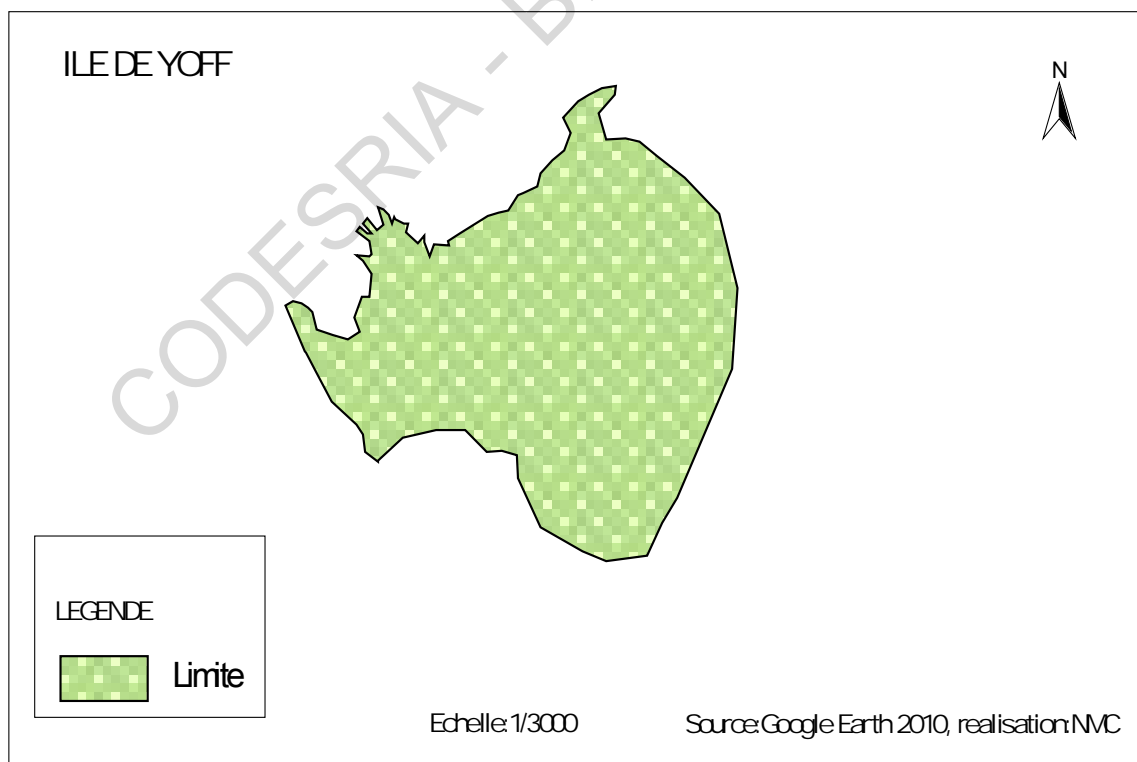 ILE DE YOFF
N
CODESRIA - B
LEGENDE
Limite
Echelle: 1/3000
Source: Google Earth 2010, realisation: NMC